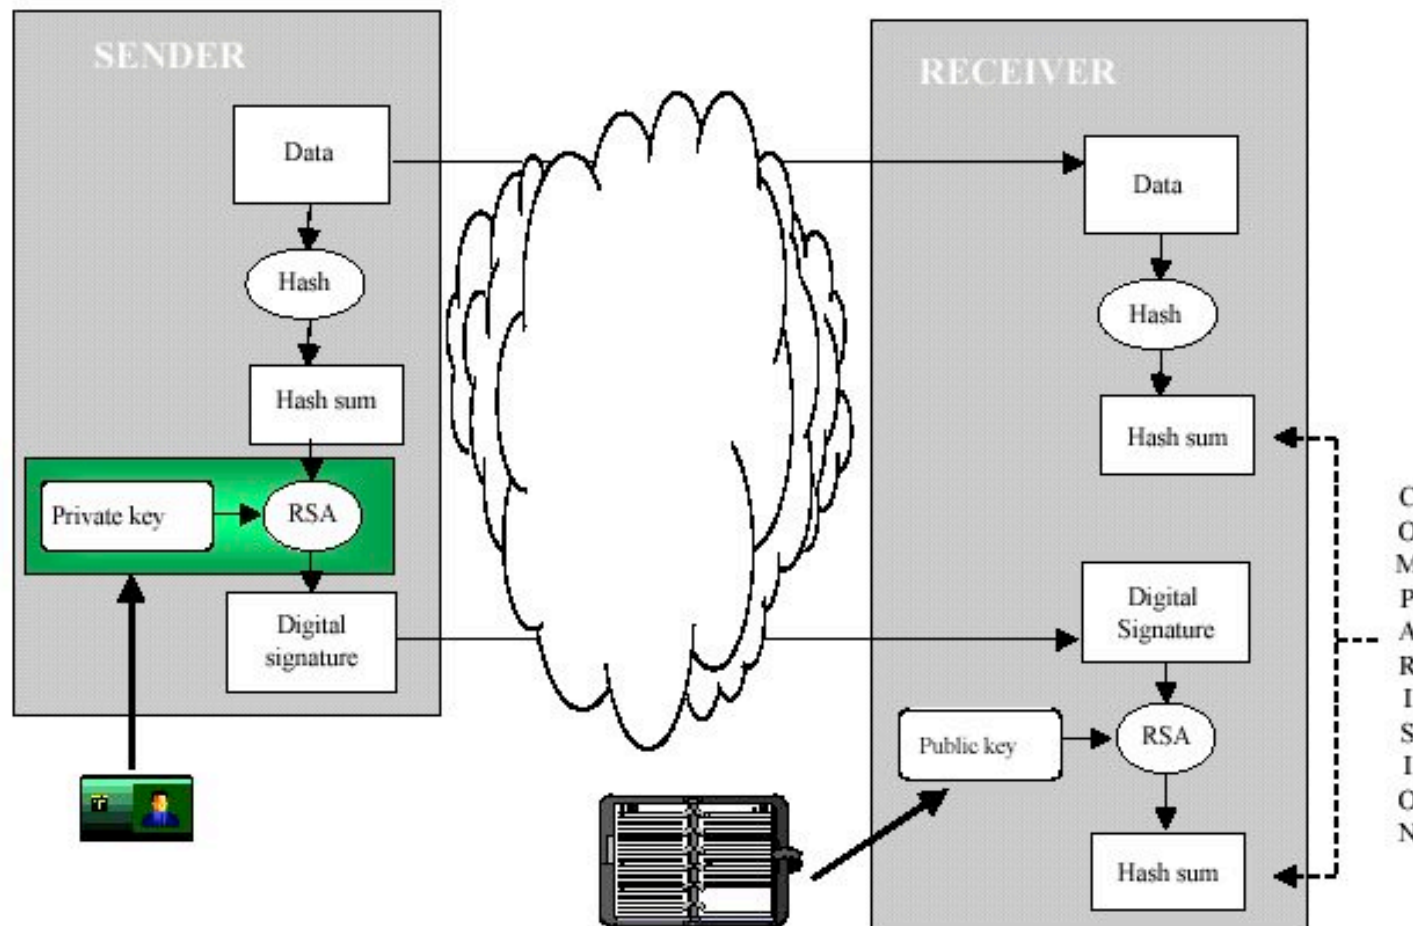 SENDER
Data
Hash
Hash sum
Private key
RSA
Digital
signature
RECEIVER
Data
Hash
Hash sum
Digital
Signature
Public key
RSA
Hash sum
C
O
M
P
A
R
I
S
I
O
N